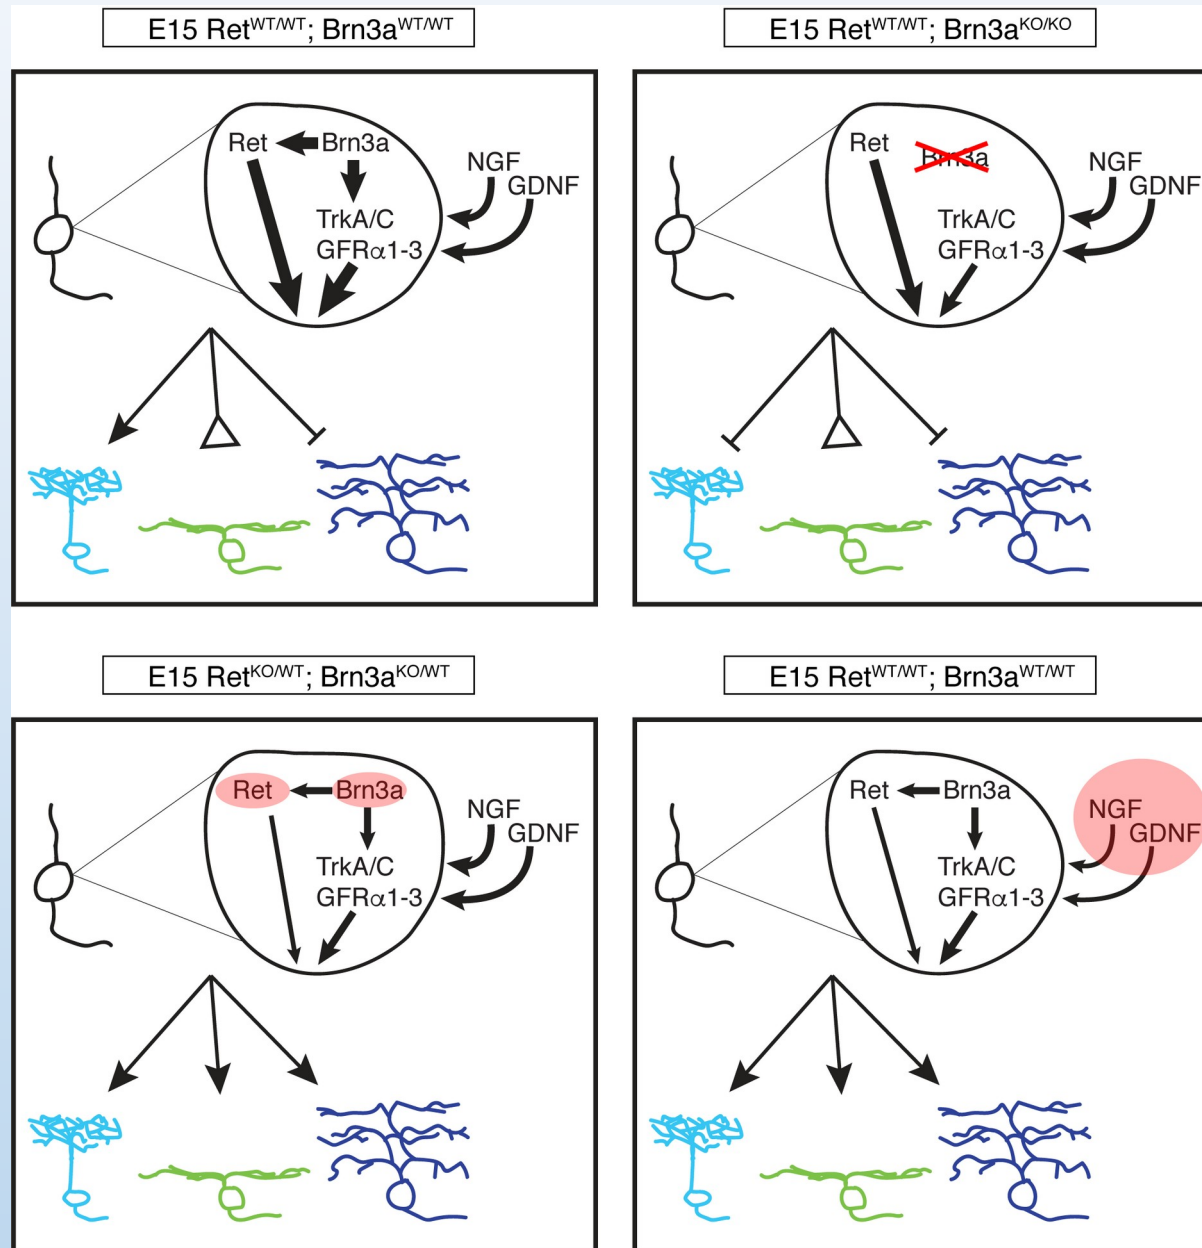 E15 Ret^WT/WT; Brn3a^WT/WT
Ret Brn3a
NGF
GDNF
TrkA/C
GFRα1-3
E15 Ret^WT/WT; Brn3a^KO/KO
Ret Brn3a
NGF
GDNF
TrkA/C
GFRα1-3
E15 Ret^KO/WT; Brn3a^KO/WT
Ret Brn3a
NGF
GDNF
TrkA/C
GFRα1-3
E15 Ret^WT/WT; Brn3a^WT/WT
Ret Brn3a
NGF
GDNF
TrkA/C
GFRα1-3